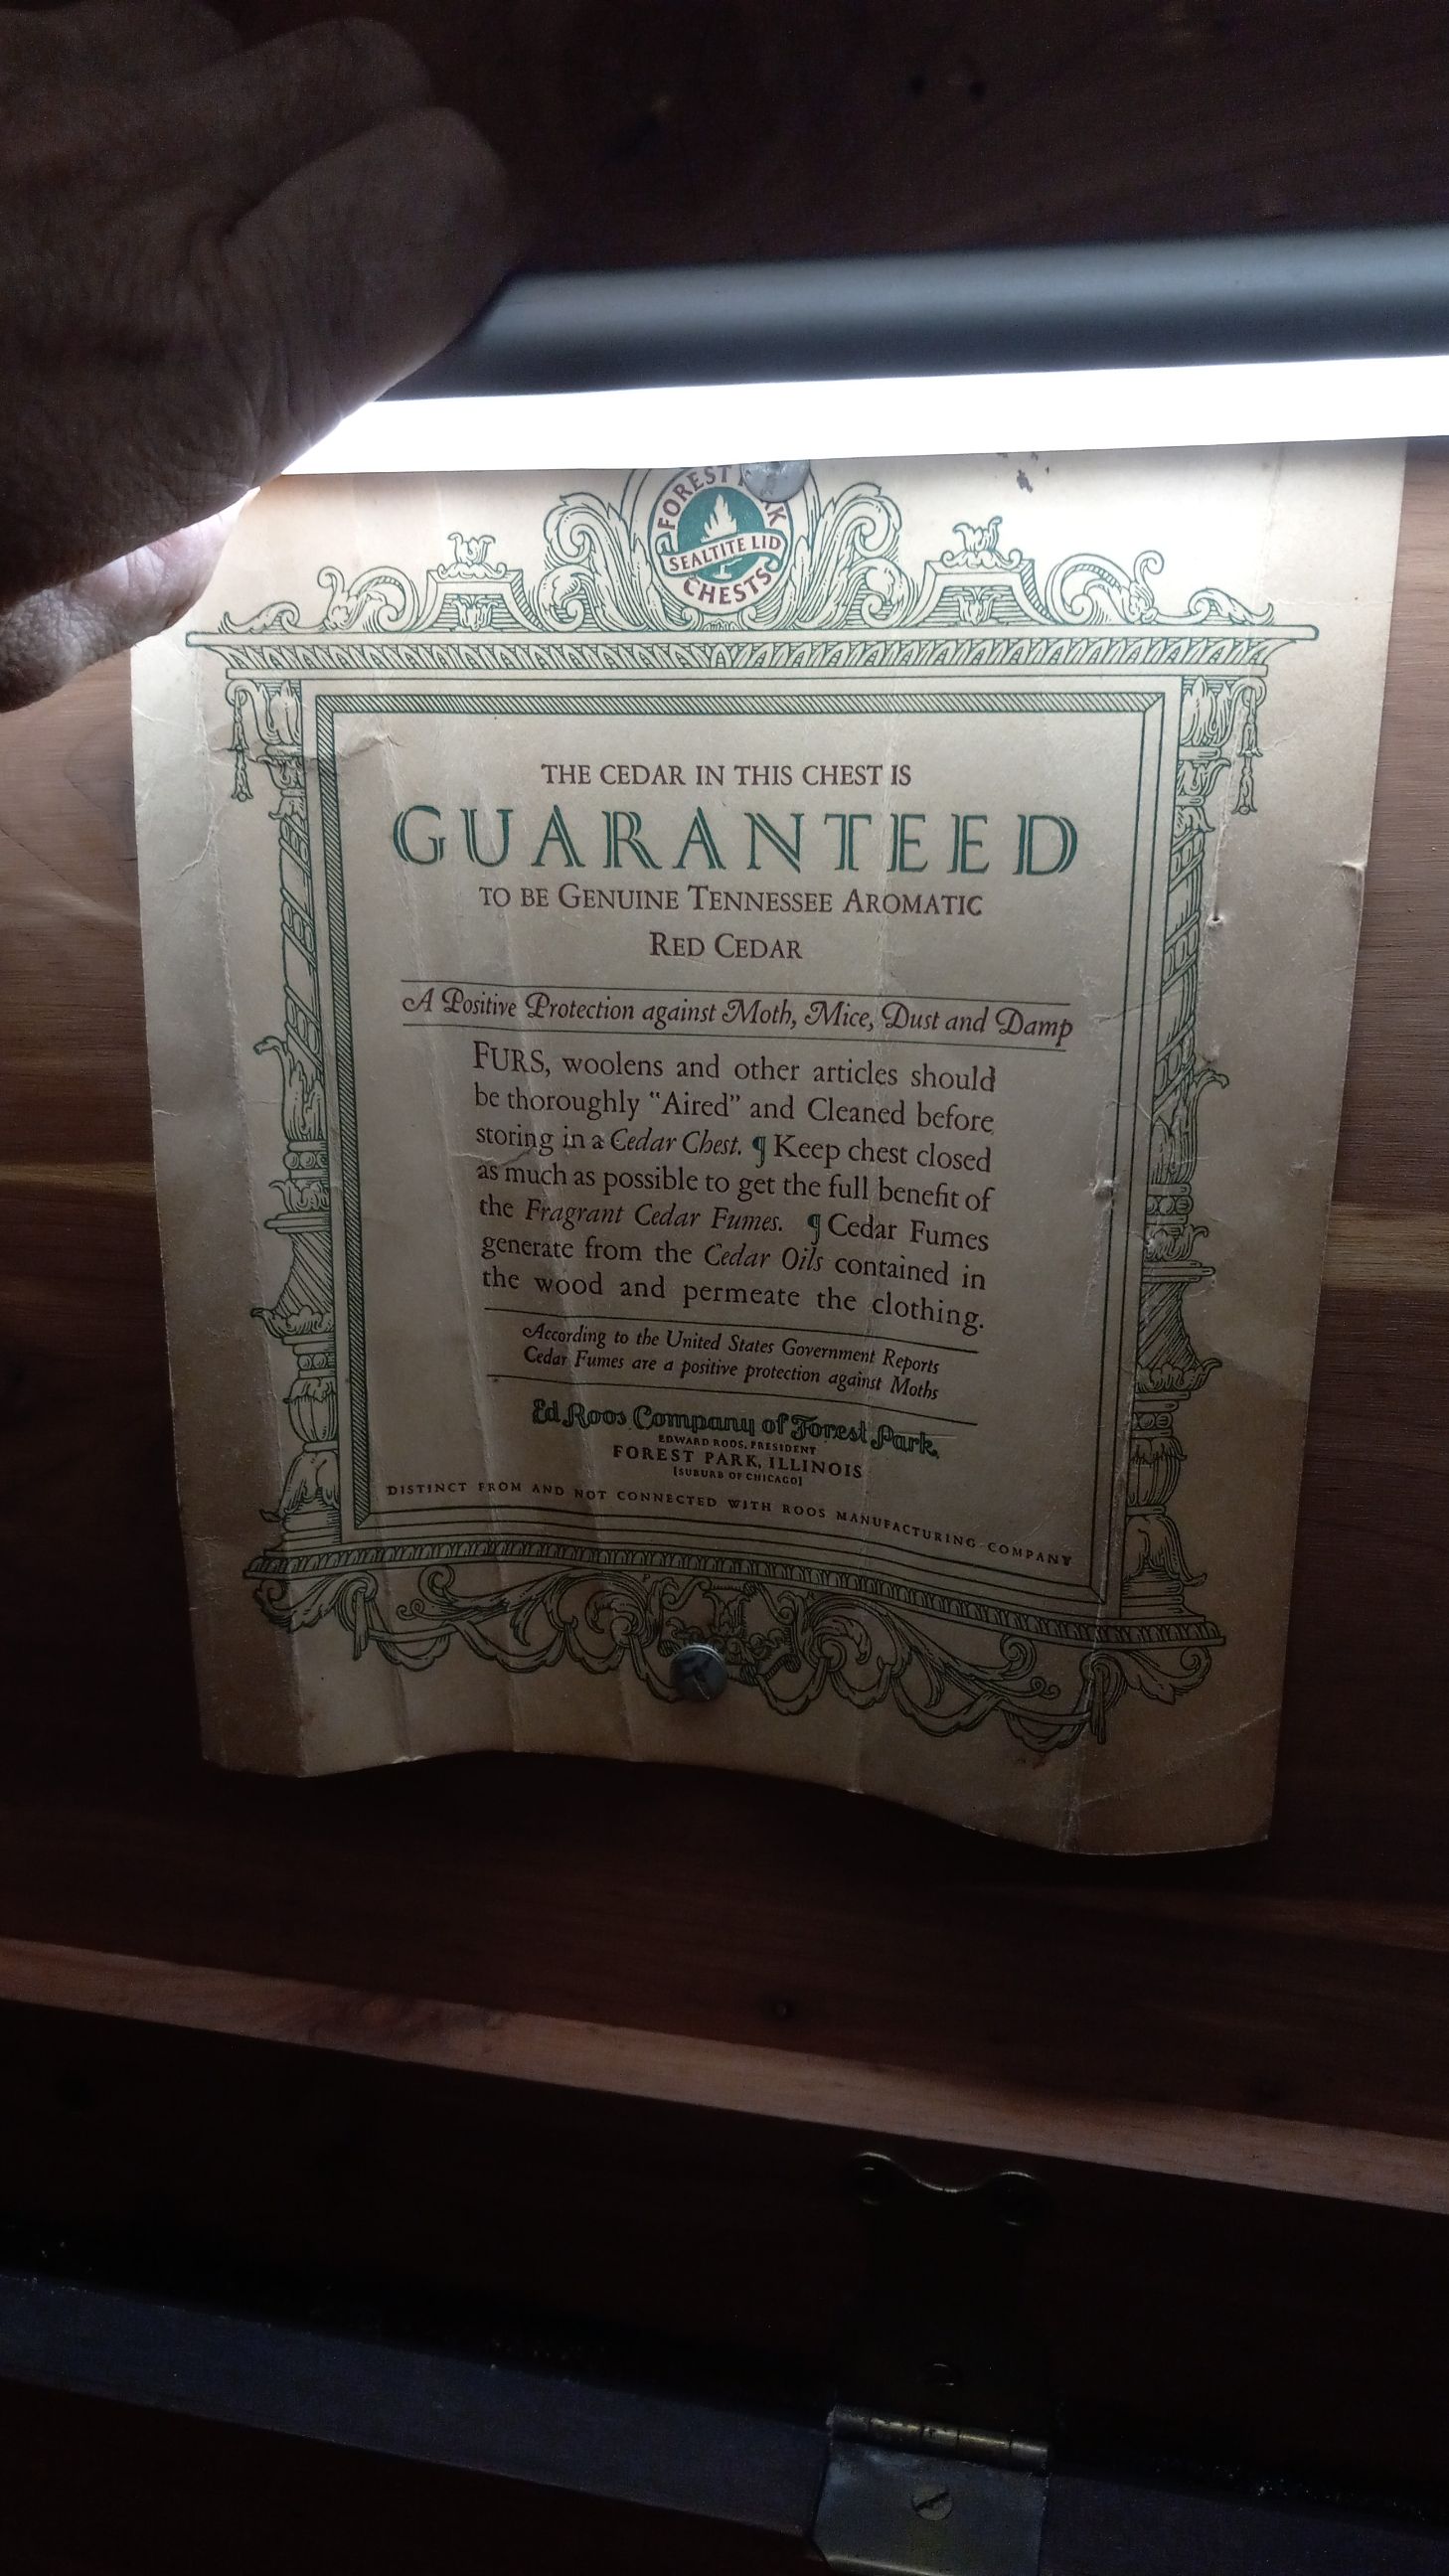 FOREST
SEALTITE LID
CHESTS
THE CEDAR IN THIS CHEST IS
GUARANTEED
TO BE GENUINE TENNESSEE AROMATIC
RED CEDAR
A Positive Protection against Moth, Mice, Dust and Damp
FURS, woolens and other articles should
be thoroughly “Aired” and Cleaned before
storing in a Cedar Chest. ¶ Keep chest closed
as much as possible to get the full benefit of
the Fragrant Cedar Fumes. ¶ Cedar Fumes
generate from the Cedar Oils contained in
the wood and permeate the clothing.
According to the United States Government Reports
Cedar Fumes are a positive protection against Moths
Ed Roos Company of Forest Park,
EDWARD ROOS, PRESIDENT
FOREST PARK, ILLINOIS
[SUBURB OF CHICAGO]
DISTINCT FROM AND NOT CONNECTED WITH ROOS MANUFACTURING COMPANY